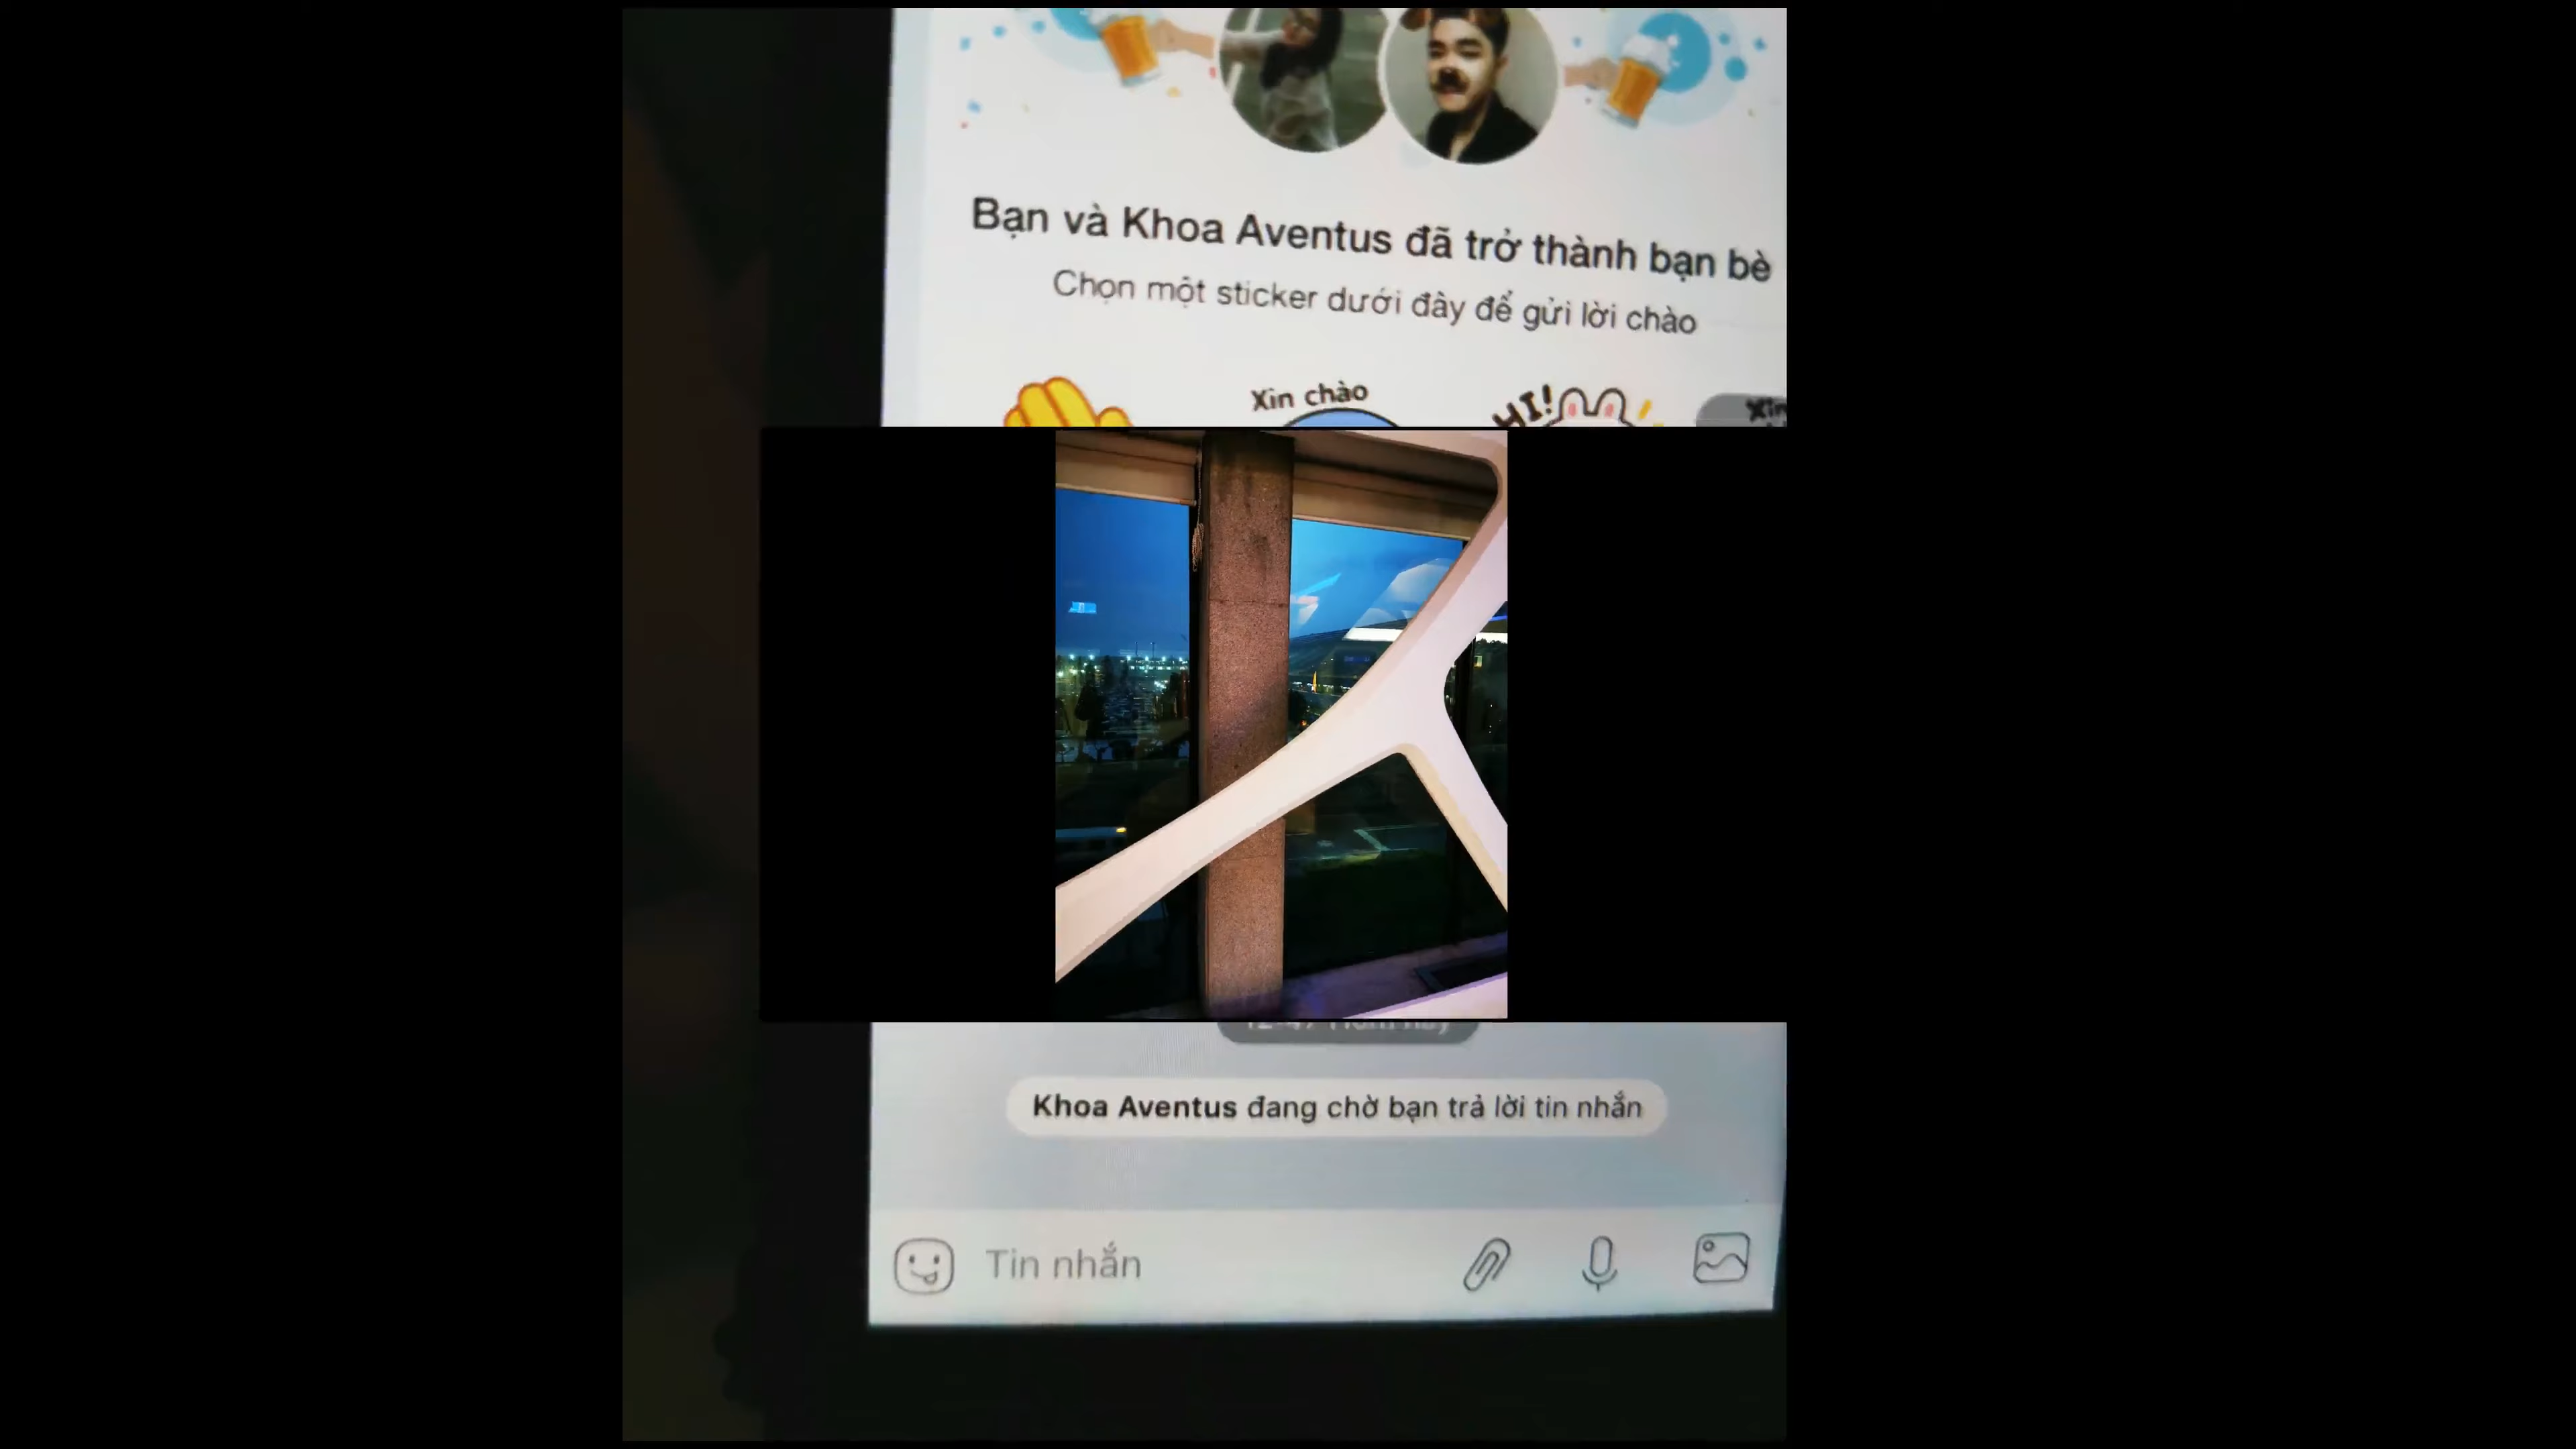 Bạn và Khoa Aventus đã trở thành bạn bè
Chọn một sticker dưới đây để gửi lời chào
Xin chào
HI!
Khoa Aventus đang chờ bạn trả lời tin nhắn
Tin nhắn